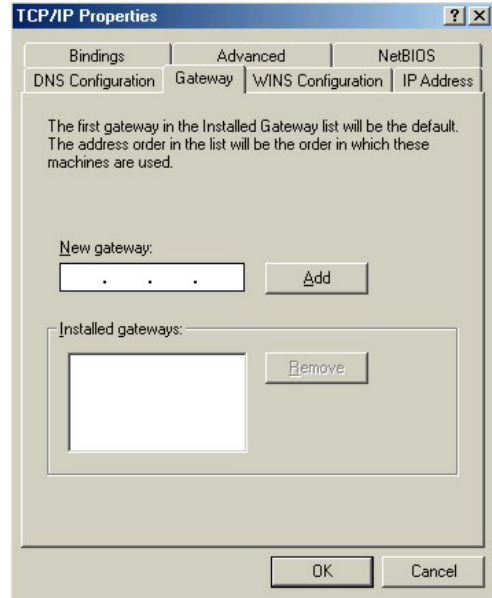 TCP/IP Properties ? ×
Bindings Advanced NetBIOS
DNS Configuration Gateway WINS Configuration IP Address
The first gateway in the Installed Gateway list will be the default.
The address order in the list will be the order in which these
machines are used.
New gateway:
. . . Add
Installed gateways:
Remove
OK Cancel